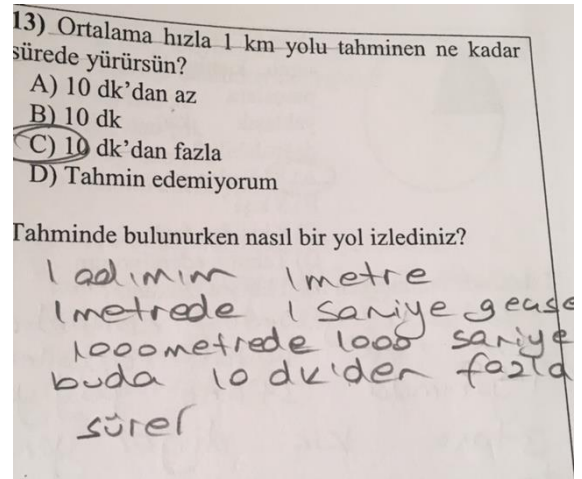 13) Ortalama hızla 1 km yolu tahminen ne kadar
sürede yürürsün?
A) 10 dk’dan az
B) 10 dk
C) 10 dk’dan fazla
D) Tahmin edemiyorum
Tahminde bulunurken nasıl bir yol izlediniz?
1 adımım 1metre
1metrede 1 saniye geçse
1000metrede 1000 saniye
buda 10 dk'den fazla
sürer